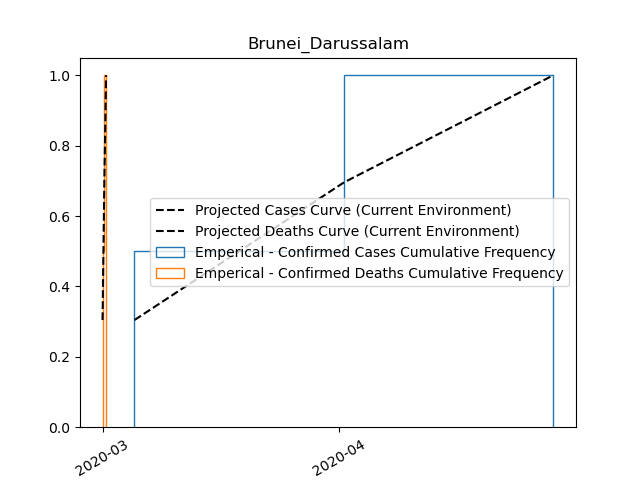 Brunei_Darussalam
1.0
0.8
0.6
0.4
0.2
0.0
Projected Cases Curve (Current Environment)
Projected Deaths Curve (Current Environment)
Emperical - Confirmed Cases Cumulative Frequency
Emperical - Confirmed Deaths Cumulative Frequency
2020-03
2020-04